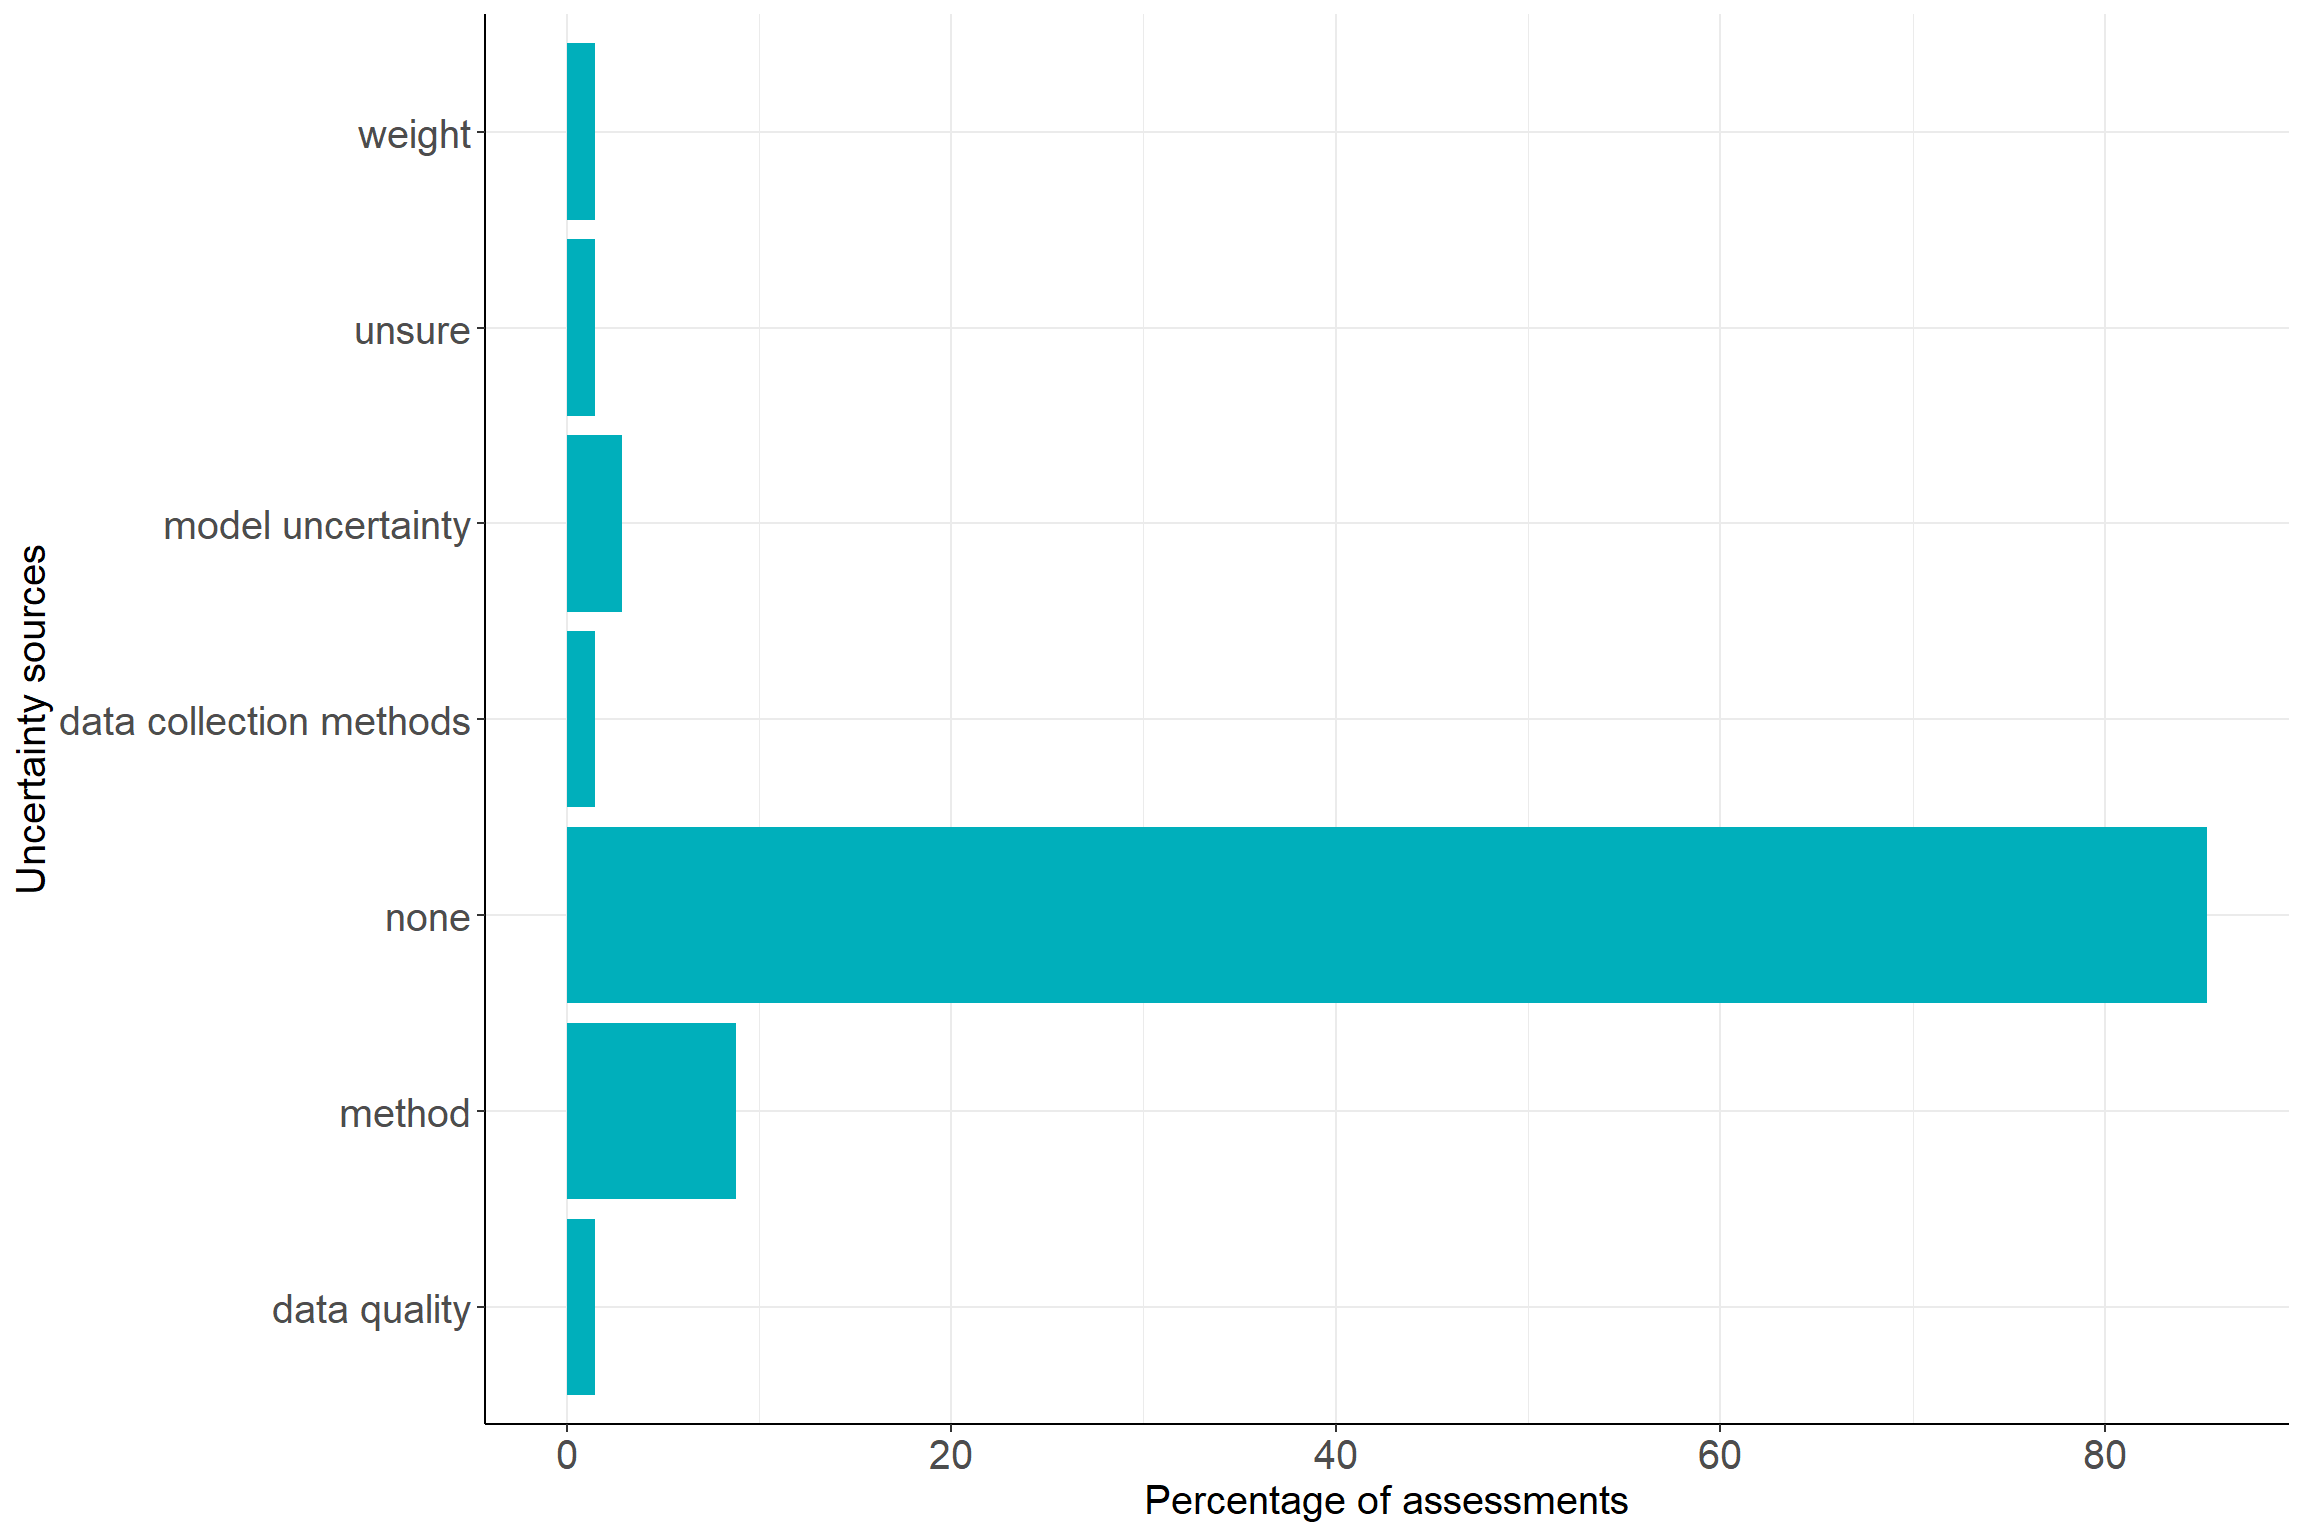 weight
unsure
model uncertainty
data collection methods
none
method
data quality
Uncertainty sources
0 20 40 60 80
Percentage of assessments